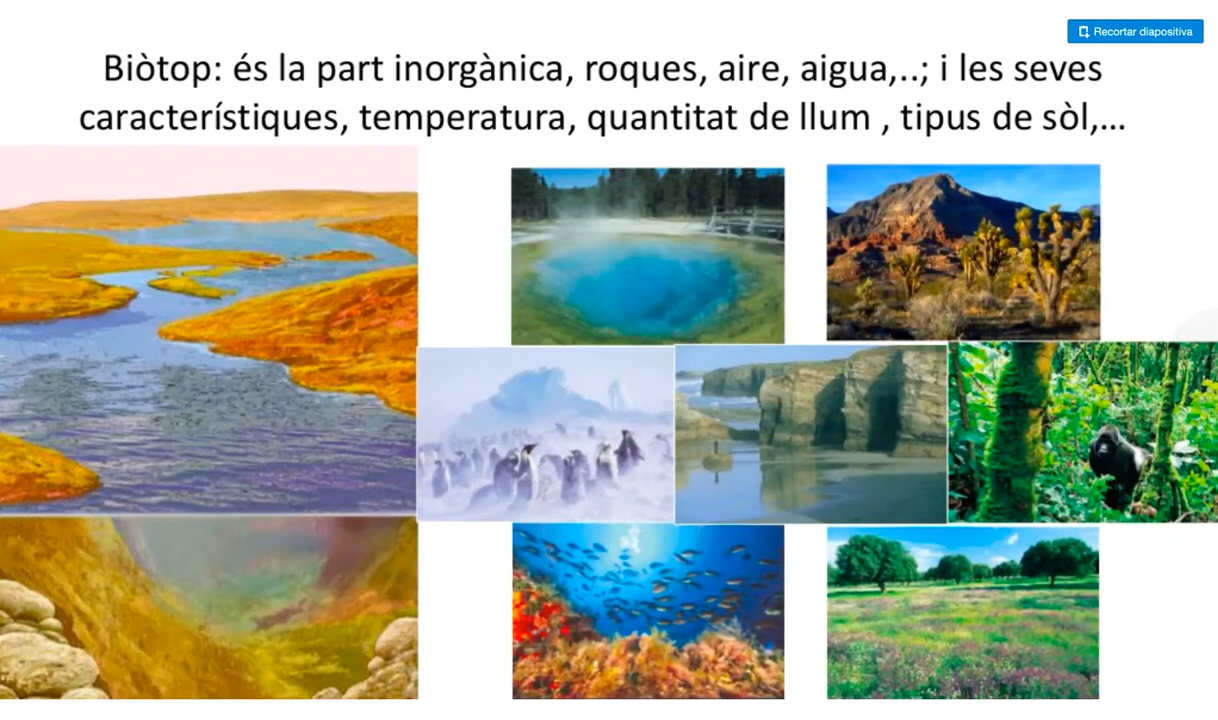 Recortar diapositiva
Biòtop: és la part inorgànica, roques, aire, aigua,..; i les seves
característiques, temperatura, quantitat de llum , tipus de sòl,...